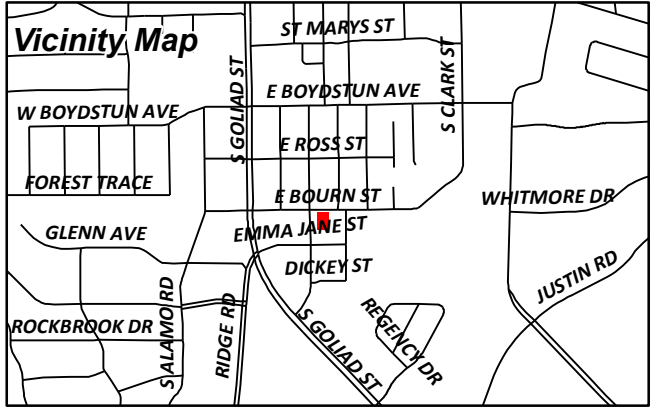 Vicinity Map
ST MARYS ST
S GOLIAD ST
S CLARK ST
E BOYDSTUN AVE
W BOYDSTUN AVE
E ROSS ST
FOREST TRACE
E BOURN ST
WHITMORE DR
GLENN AVE
EMMA JANE ST
DICKEY ST
JUSTIN RD
S ALAMO RD
RIDGE RD
ROCKBROOK DR
S GOLIAD ST
REGENCY DR